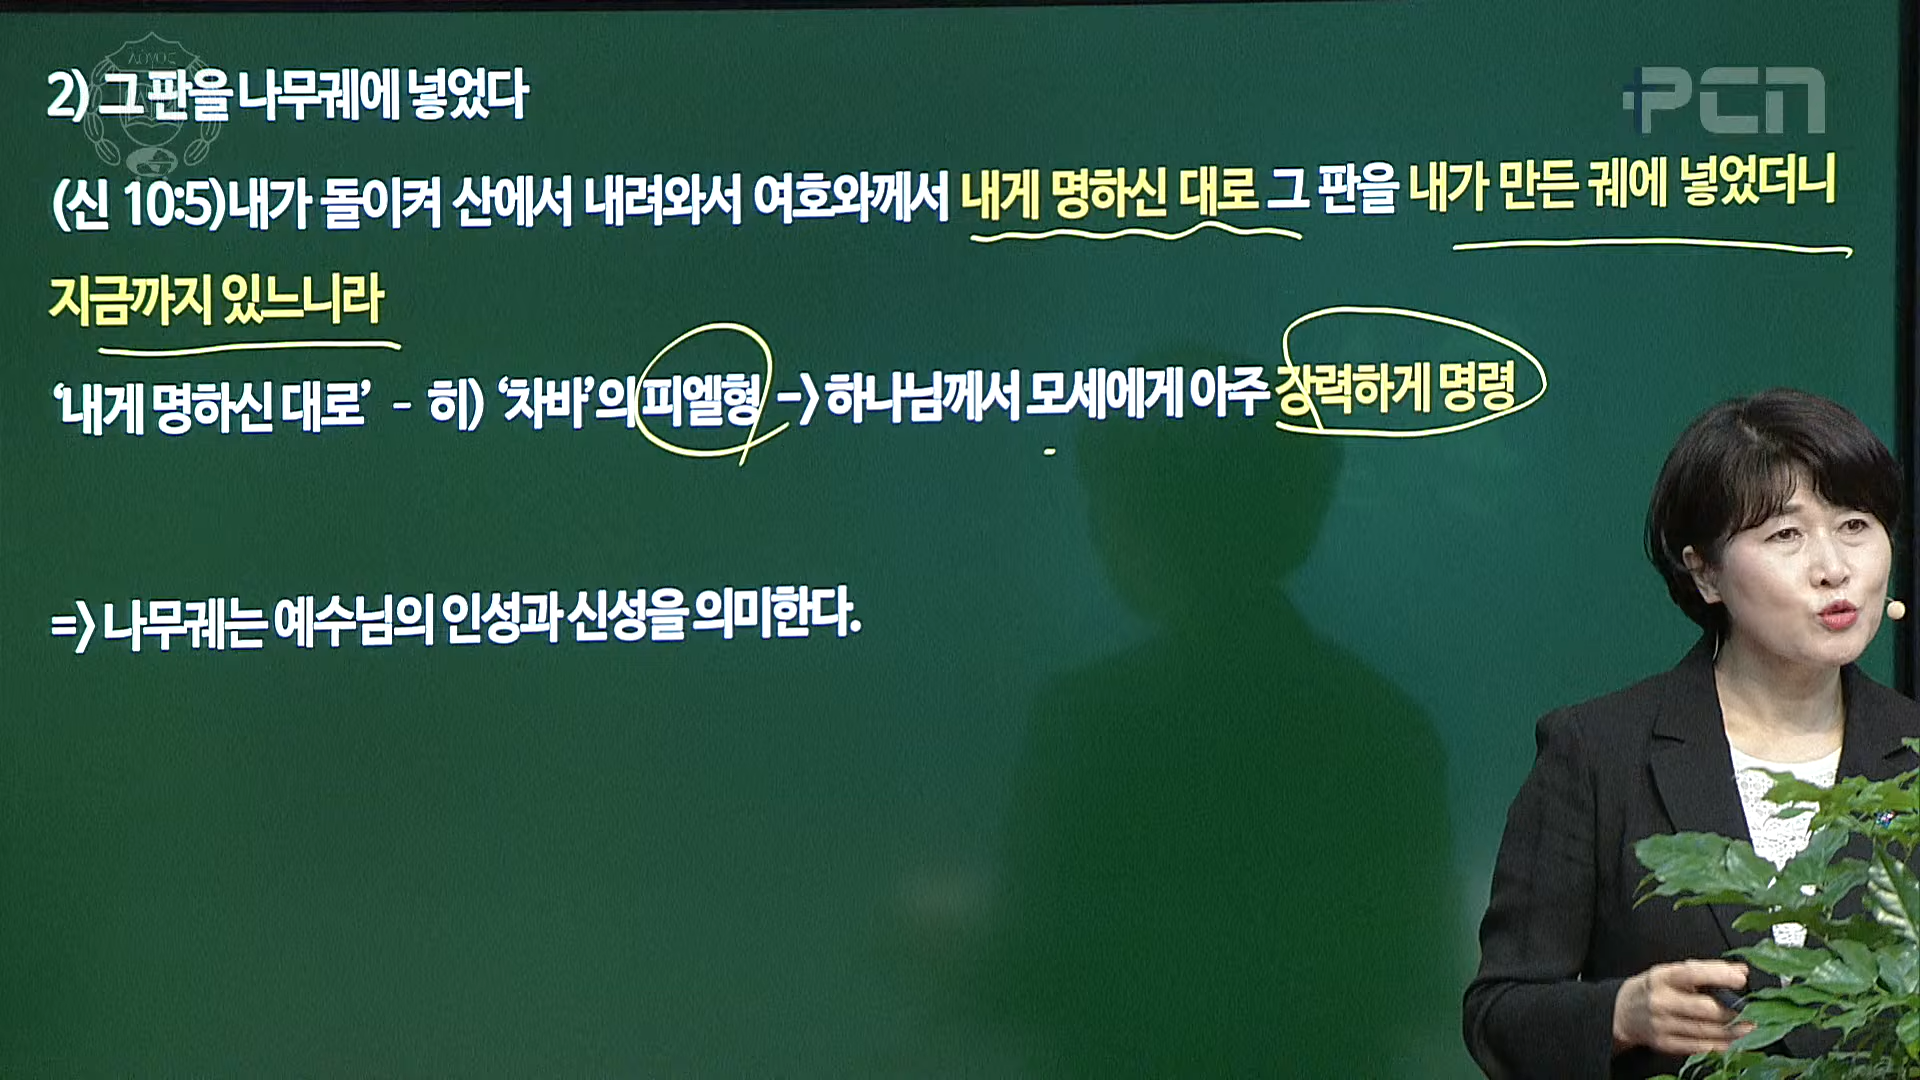 λόγος
PCN
2) 그 판을 나무궤에 넣었다
(신 10:5)내가 돌이켜 산에서 내려와서 여호와께서 내게 명하신 대로 그 판을 내가 만든 궤에 넣었더니
지금까지 있느니라
‘내게 명하신 대로’ - 히) ‘차바’의 피엘형 -> 하나님께서 모세에게 아주 강력하게 명령
=> 나무궤는 예수님의 인성과 신성을 의미한다.